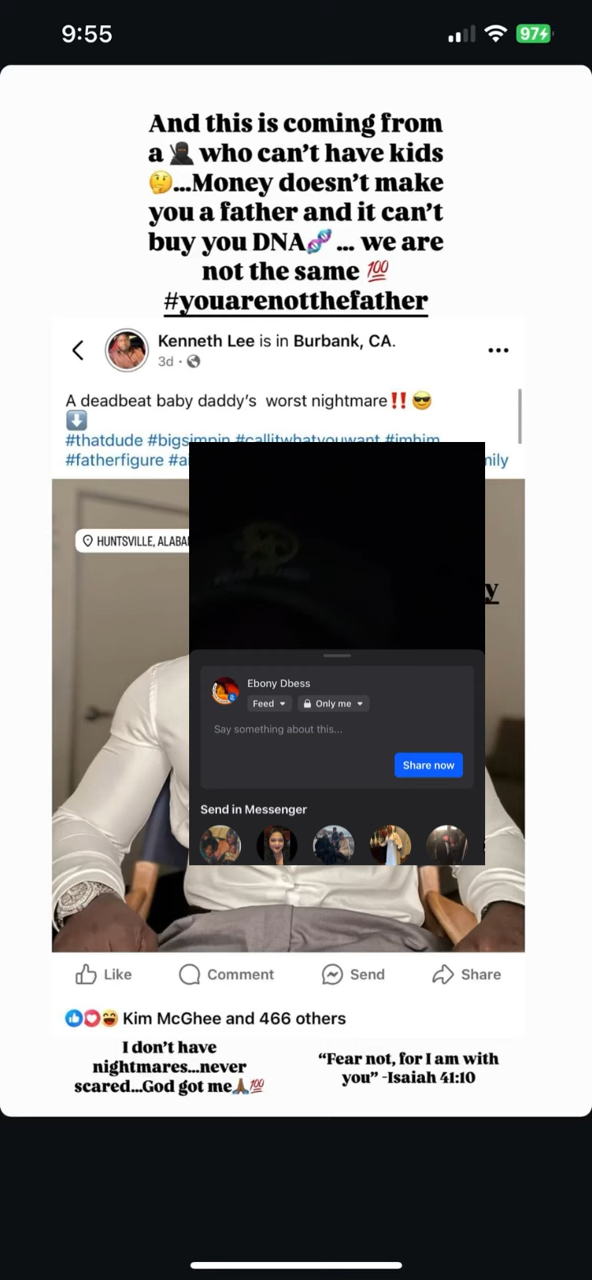 9:55
97
And this is coming from
a 🥷🏿 who can’t have kids
🤔...Money doesn’t make
you a father and it can’t
buy you DNA🧬... we are
not the same 💯
#youarenotthefather
Kenneth Lee is in Burbank, CA.
3d ·
A deadbeat baby daddy’s worst nightmare‼️😎
⬇️
#thatdude #bigsimpin #callitwhatyouwant #imhim
#fatherfigure
HUNTSVILLE,
Ebony Dbess
Feed
Only me
Say something about this...
Share now
Send in Messenger
Like Comment Send Share
Kim McGhee and 466 others
I don’t have
nightmares...never
scared...God got me🙏🏿💯
“Fear not, for I am with
you” -Isaiah 41:10